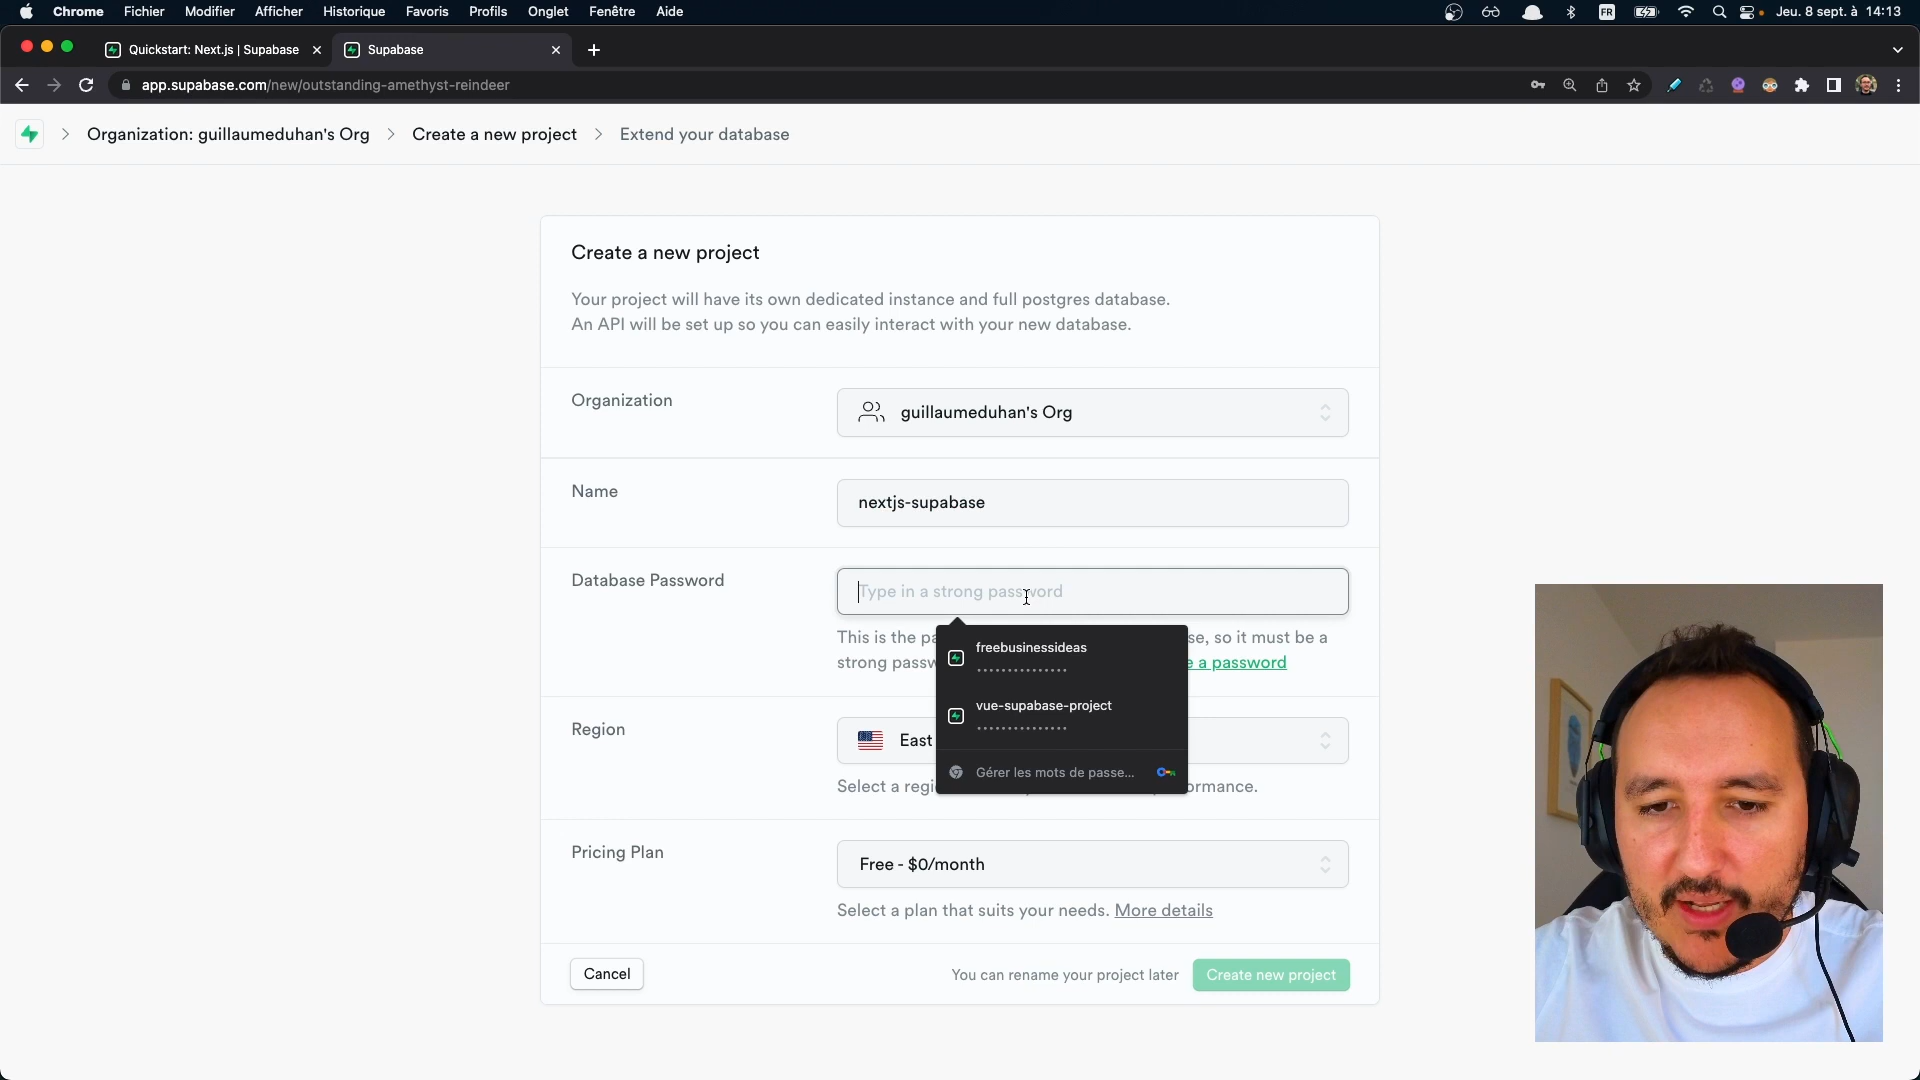 Chrome Fichier Modifier Afficher Historique Favoris Profils Onglet Fenêtre Aide FR Jeu. 8 sept. à 14:13
Quickstart: Next.js | Supabase Supabase
app.supabase.com/new/outstanding-amethyst-reindeer
Organization: guillaumeduhan's Org > Create a new project > Extend your database
Create a new project
Your project will have its own dedicated instance and full postgres database.
An API will be set up so you can easily interact with your new database.
Organization
guillaumeduhan's Org
Name
nextjs-supabase
Database Password
Type in a strong password
This is the pa se, so it must be a
strong passw e a password
freebusinessideas
•••••••••••••••
vue-supabase-project
•••••••••••••••
Gérer les mots de passe...
Region
East
Select a regi ormance.
Pricing Plan
Free - $0/month
Select a plan that suits your needs. More details
Cancel
You can rename your project later
Create new project